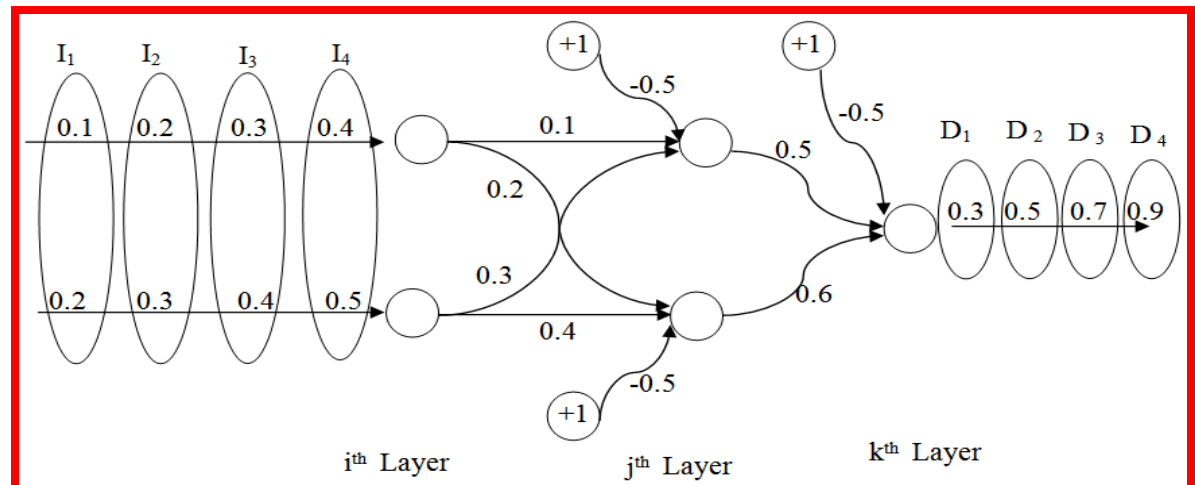 +1 +1
I₁ I₂ I₃ I₄
-0.5 -0.5
0.1 0.2 0.3 0.4 0.1
D₁ D₂ D₃ D₄
0.5
0.2
0.3 0.5 0.7 0.9
0.3
0.2 0.3 0.4 0.5 0.6
0.4
-0.5
+1
iᵗʰ Layer jᵗʰ Layer kᵗʰ Layer